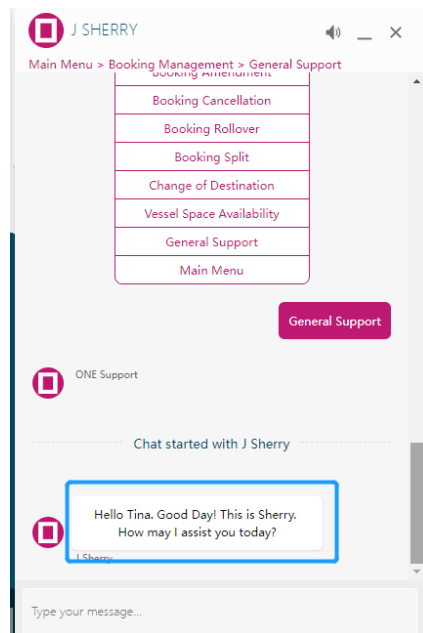 J SHERRY
Main Menu > Booking Management > General Support
Booking Amendment
Booking Cancellation
Booking Rollover
Booking Split
Change of Destination
Vessel Space Availability
General Support
Main Menu
General Support
ONE Support
Chat started with J Sherry
Hello Tina. Good Day! This is Sherry.
How may I assist you today?
J Sherry
Type your message...